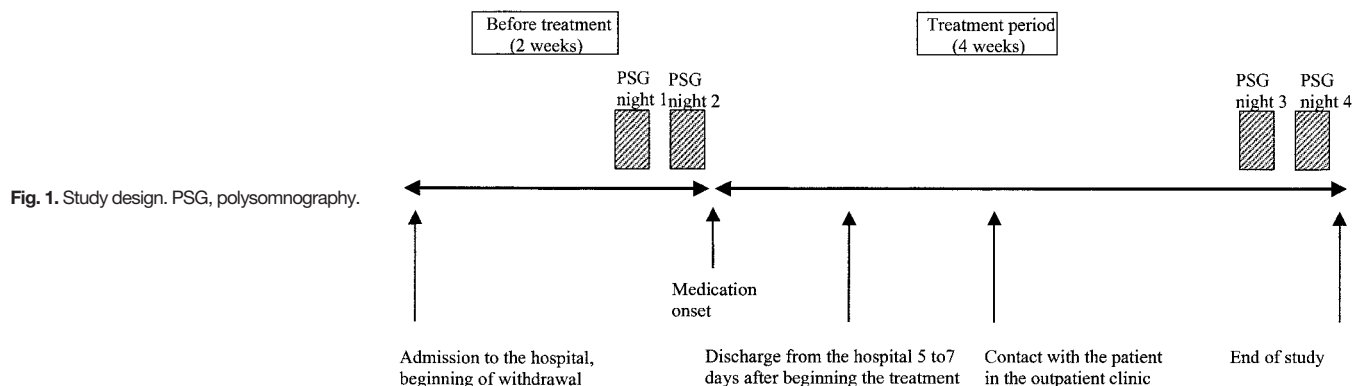 Before treatment
(2 weeks)
Treatment period
(4 weeks)
PSG
night 1
PSG
night 2
PSG
night 3
PSG
night 4
Fig. 1. Study design. PSG, polysomnography.
Medication
onset
Admission to the hospital,
beginning of withdrawal
Discharge from the hospital 5 to7
days after beginning the treatment
Contact with the patient
in the outpatient clinic
End of study